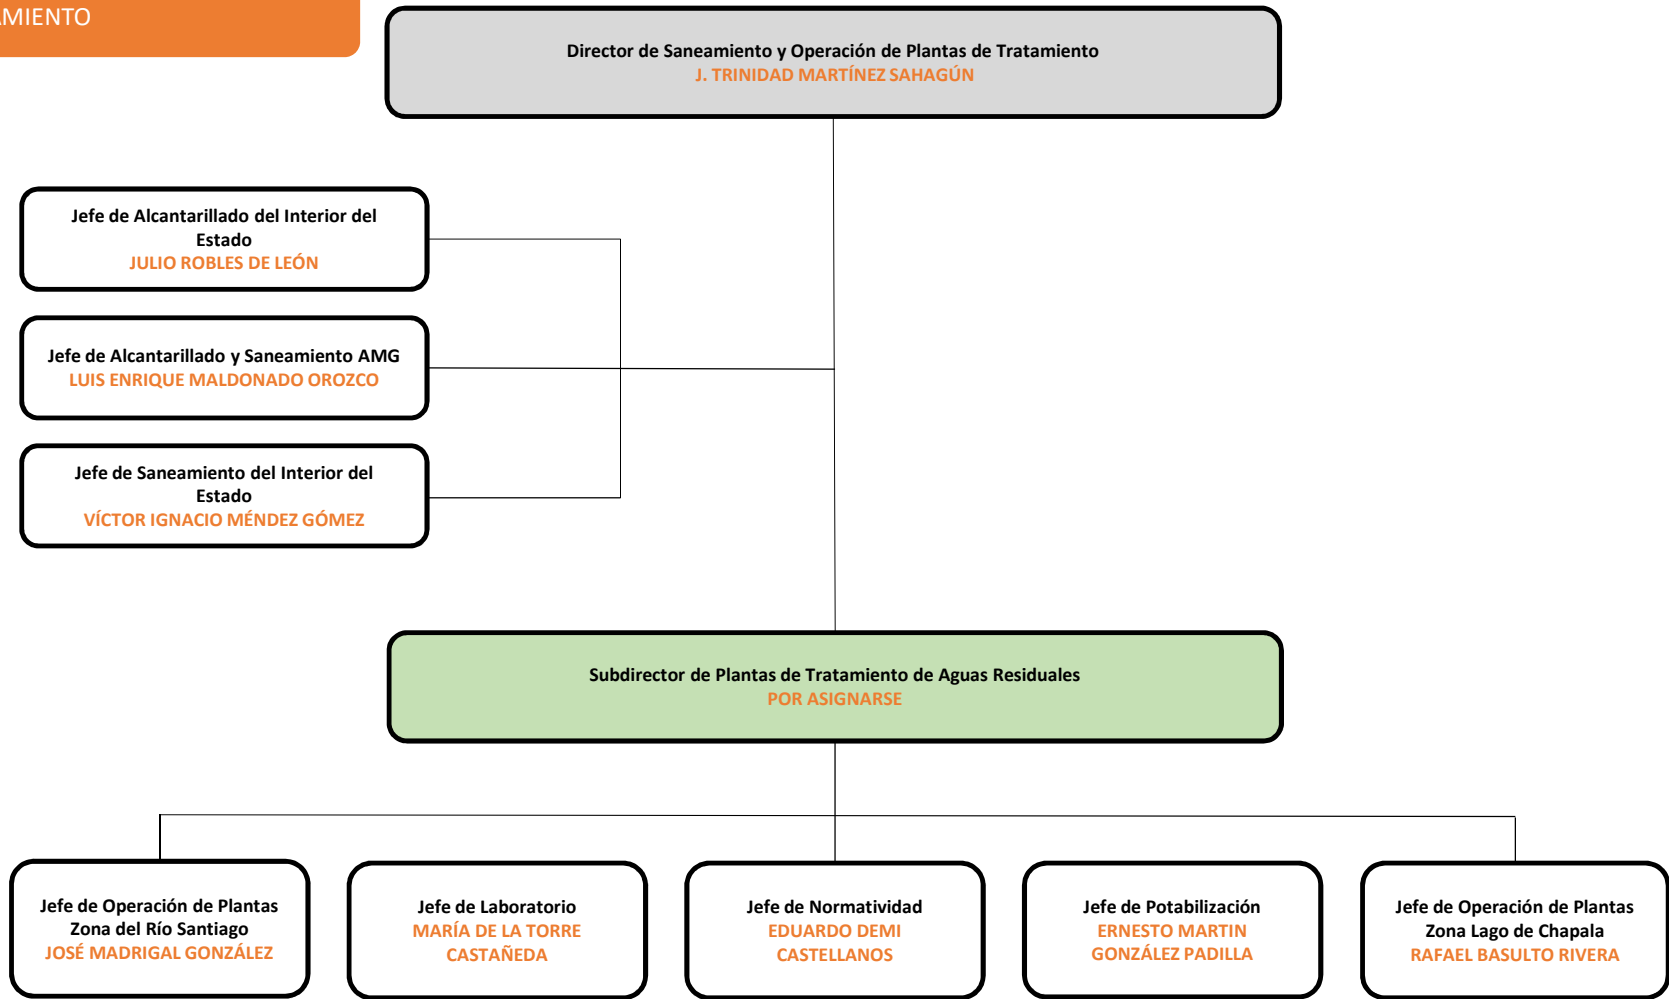 Director de Saneamiento y Operación de Plantas de Tratamiento
J. TRINIDAD MARTÍNEZ SAHAGÚN
Jefe de Alcantarillado del Interior del
Estado
JULIO ROBLES DE LEÓN
Jefe de Alcantarillado y Saneamiento AMG
LUIS ENRIQUE MALDONADO OROZCO
Jefe de Saneamiento del Interior del
Estado
VÍCTOR IGNACIO MÉNDEZ GÓMEZ
Subdirector de Plantas de Tratamiento de Aguas Residuales
POR ASIGNARSE
Jefe de Operación de Plantas
Zona del Río Santiago
JOSÉ MADRIGAL GONZÁLEZ
Jefe de Laboratorio
MARÍA DE LA TORRE
CASTAÑEDA
Jefe de Normatividad
EDUARDO DEMI
CASTELLANOS
Jefe de Potabilización
ERNESTO MARTIN
GONZÁLEZ PADILLA
Jefe de Operación de Plantas
Zona Lago de Chapala
RAFAEL BASULTO RIVERA